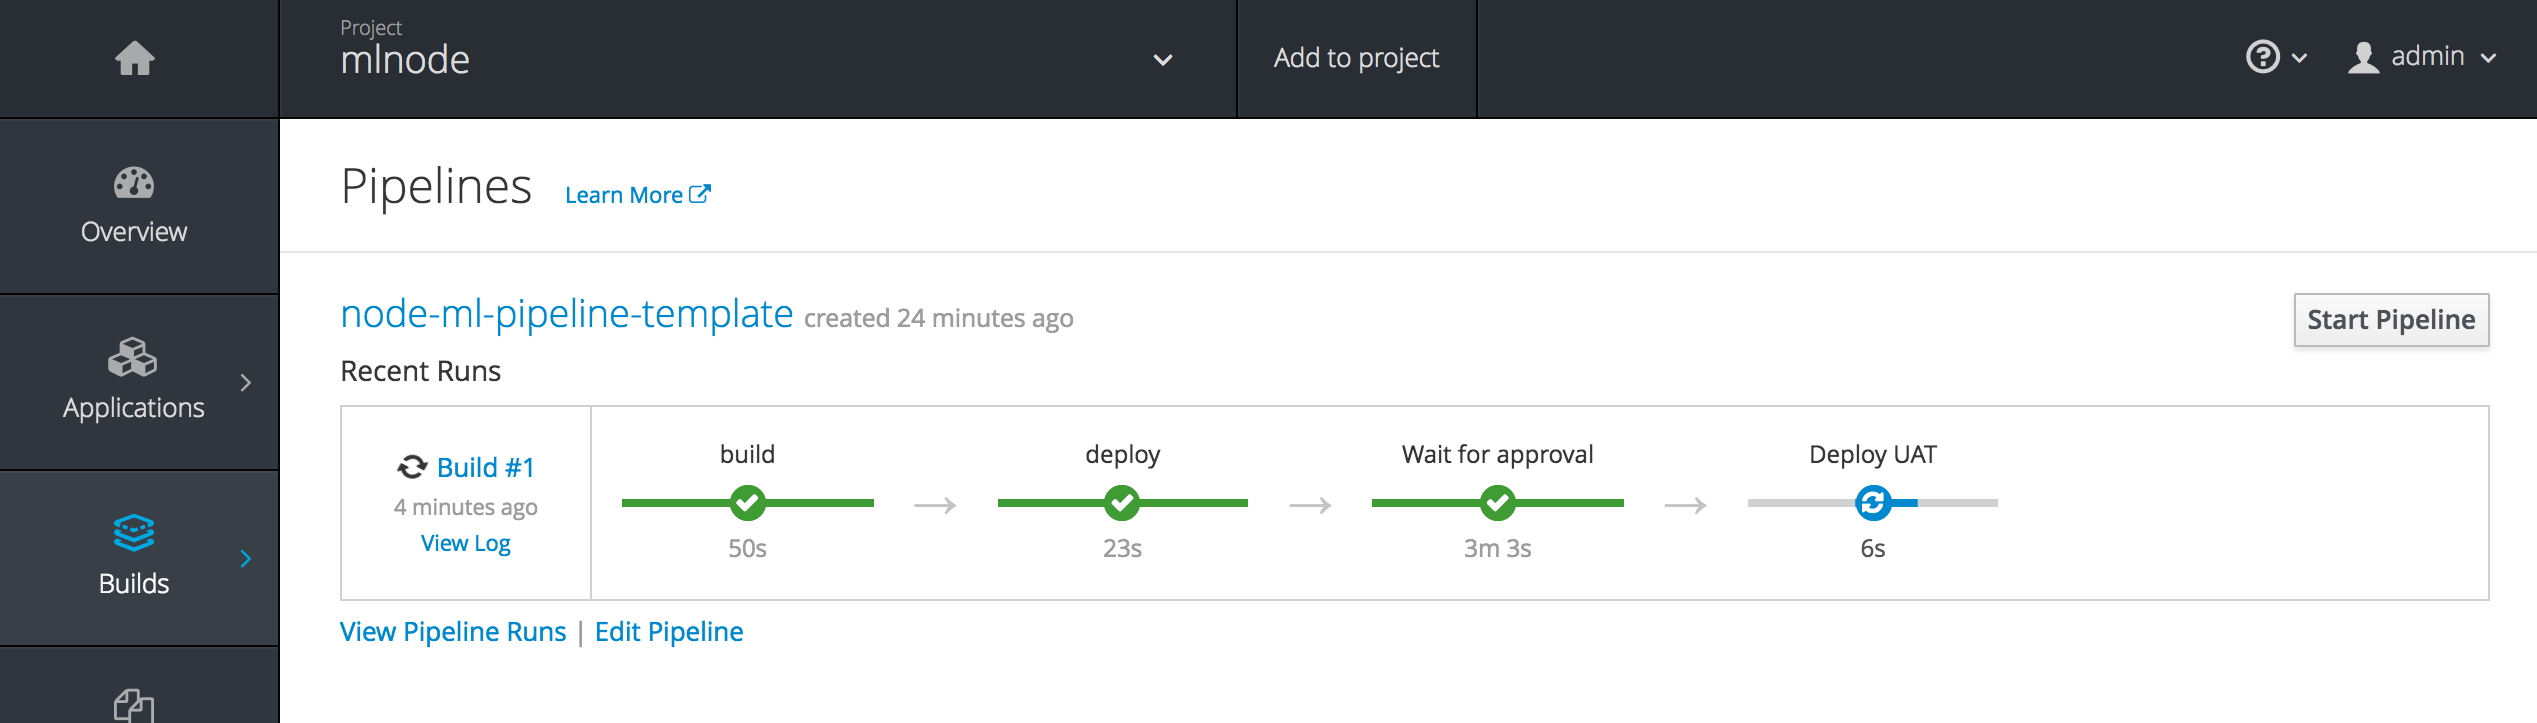 Project
mlnode
Add to project
admin
Overview
Applications
Builds
Pipelines Learn More
node-ml-pipeline-template created 24 minutes ago
Start Pipeline
Recent Runs
Build #1
4 minutes ago
View Log
build
50s
deploy
23s
Wait for approval
3m 3s
Deploy UAT
6s
View Pipeline Runs | Edit Pipeline